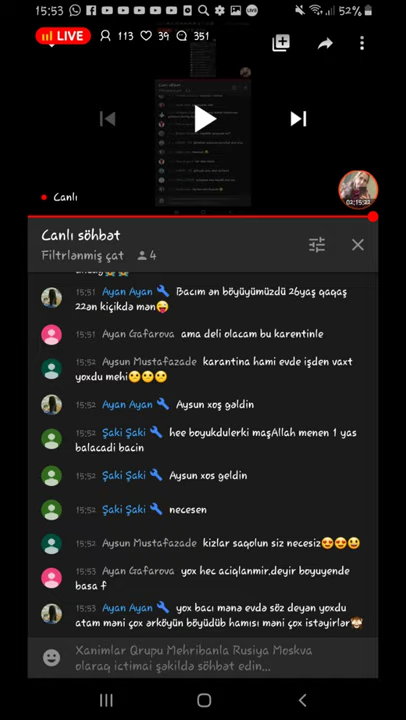 15:53
52%
LIVE 113 39 351
Canlı
02:15:22
Canlı söhbət
Filtrlənmiş çat 4
15:51 Ayan Ayan Bacım ən böyüyümüzdü 26yaş qaqaş
22ən kiçikdə mən
15:51 Ayan Gafarova ama deli olacam bu karentinle
15:52 Aysun Mustafazade karantina hami evde işden vaxt
yoxdu mehi
15:52 Ayan Ayan Aysun xoş gəldin
15:52 Şaki Şaki hee boyukdulerki maşAllah menen 1 yas
balacadi bacin
15:52 Şaki Şaki Aysun xos geldin
15:52 Şaki Şaki necesen
15:52 Aysun Mustafazade kizlar saqolun siz necesiz
15:53 Ayan Gafarova yox hec aciqlanmir.deyir boyuyende
basa f
15:53 Ayan Ayan yox bacı mənə evdə söz deyən yoxdu
atam məni çox ərköyün böyüdüb hamısı məni çox istəyirlər
Xanimlar Qrupu Mehribanla Rusiya Moskva
olaraq ictimai şəkildə söhbət edin...